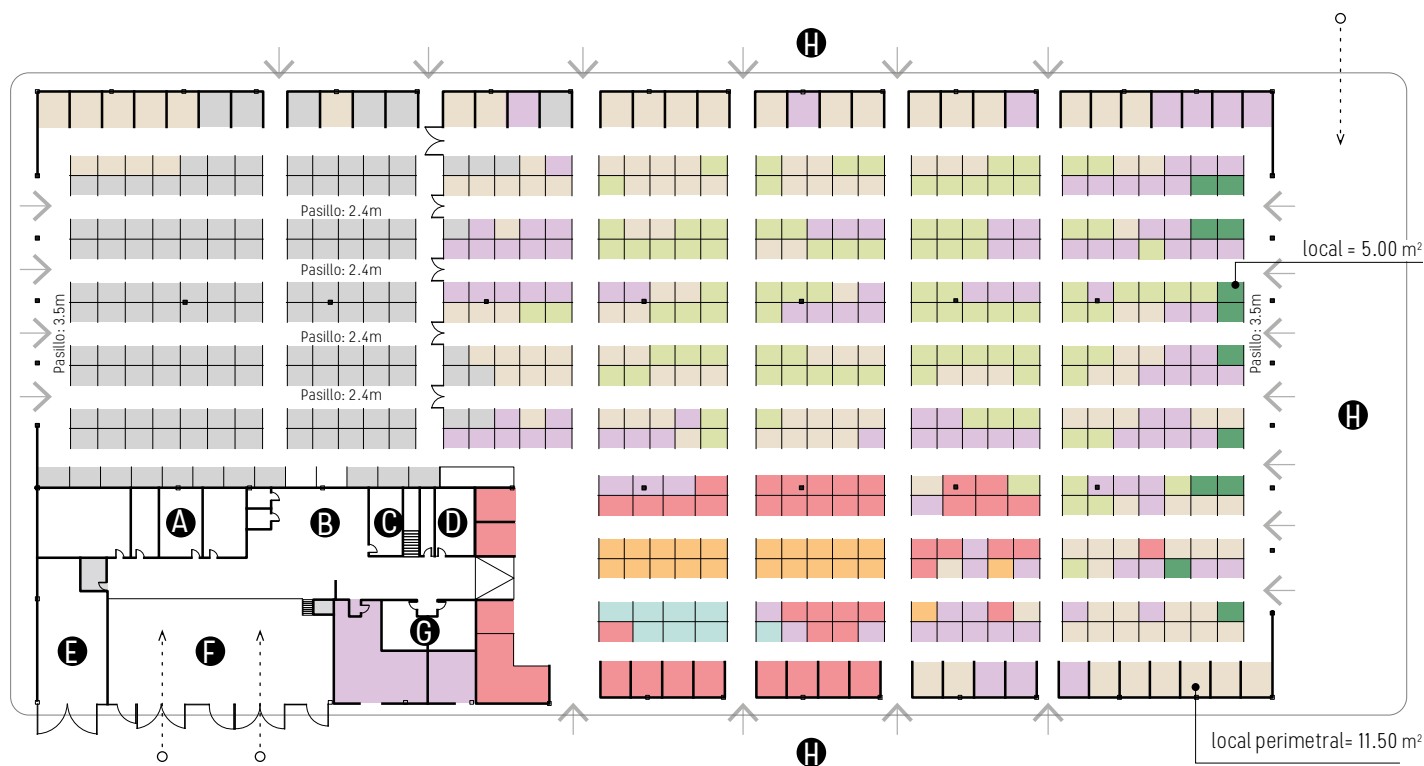 H
Pasillo: 2.4m
local = 5.00 m²
Pasillo: 2.4m
Pasillo: 3.5m
Pasillo: 3.5m
Pasillo: 2.4m
Pasillo: 2.4m
H
A
B
C
D
E
F
G
H
local perimetral= 11.50 m²